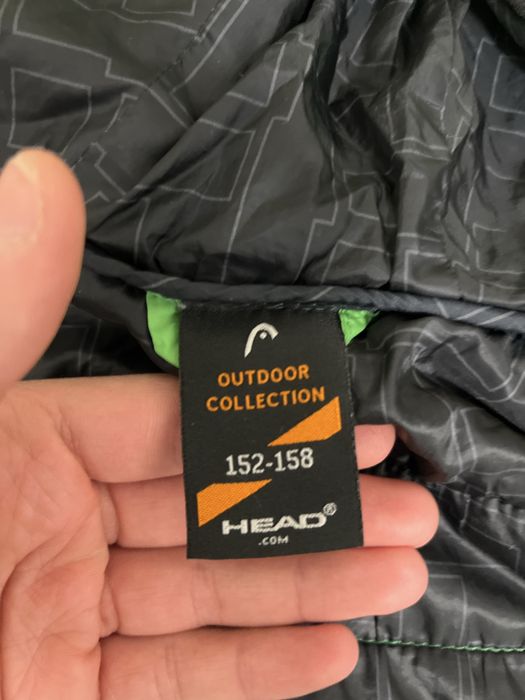 OUTDOOR
COLLECTION
152-158
HEAD®
.COM